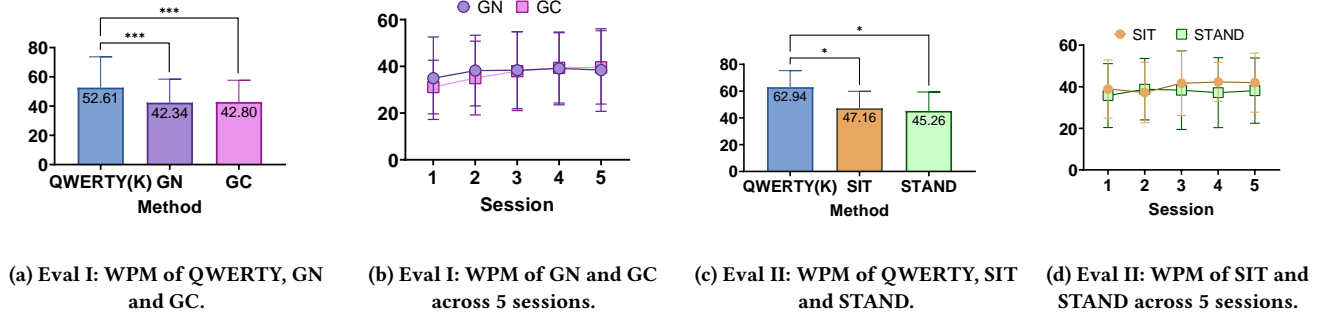 ***
***
80
60
40
20
0
52.61
42.34
42.80
QWERTY(K) GN GC
Method
GN GC
60
40
20
0
1 2 3 4 5
Session
*
*
80
60
40
20
0
62.94
47.16
45.26
QWERTY(K) SIT STAND
Method
SIT STAND
60
40
20
0
1 2 3 4 5
Session
(a) Eval I: WPM of QWERTY, GN
and GC.
(b) Eval I: WPM of GN and GC
across 5 sessions.
(c) Eval II: WPM of QWERTY, SIT
and STAND.
(d) Eval II: WPM of SIT and
STAND across 5 sessions.